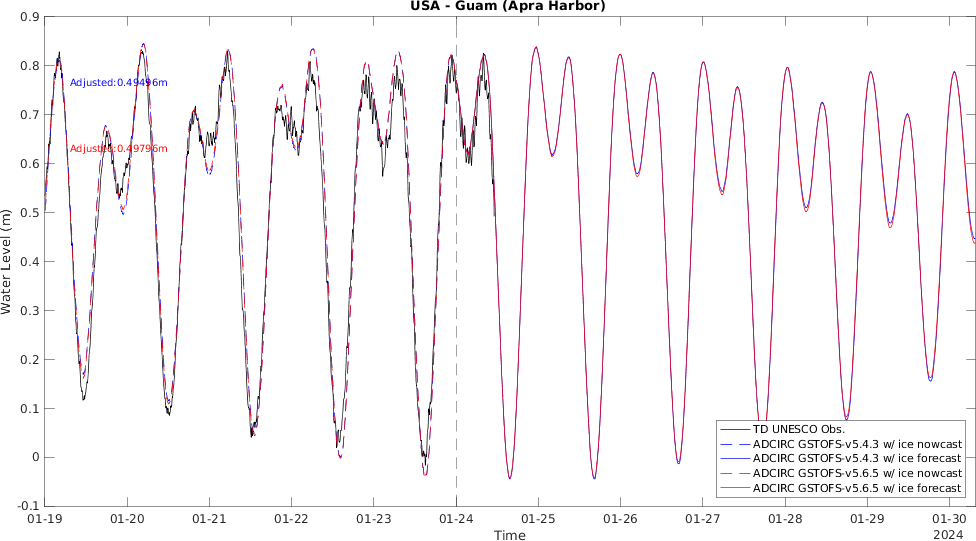 USA - Guam (Apra Harbor)
0.9
0.8
0.7
0.6
0.5
0.4
0.3
0.2
0.1
0
-0.1
Water Level (m)
Adjusted:0.49496m
Adjusted:0.49796m
TD UNESCO Obs.
ADCIRC GSTOFS-v5.4.3 w/ ice nowcast
ADCIRC GSTOFS-v5.4.3 w/ ice forecast
ADCIRC GSTOFS-v5.6.5 w/ ice nowcast
ADCIRC GSTOFS-v5.6.5 w/ ice forecast
01-19 01-20 01-21 01-22 01-23 01-24 01-25 01-26 01-27 01-28 01-29 01-30
Time 2024